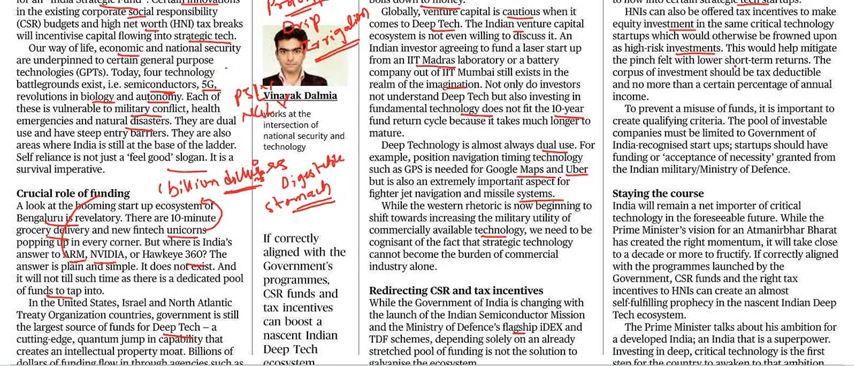 in the existing corporate social responsibility
(CSR) budgets and high net worth (HNI) tax breaks
will incentivise capital flowing into strategic tech.
Our way of life, economic and national security
are underpinned to certain general purpose
technologies (GPTs). Today, four technology
battlegrounds exist, i.e. semiconductors, 5G,
revolutions in biology and autonomy. Each of
these is vulnerable to military conflict, health
emergencies and natural disasters. They are dual
use and have steep entry barriers. They are also
areas where India is still at the base of the ladder.
Self reliance is not just a ‘feel good’ slogan. It is a
survival imperative.
Crucial role of funding
A look at the booming start up ecosystem of
Bengaluru is revelatory. There are 10-minute
grocery delivery and new fintech unicorns
popping up in every corner. But where is India’s
answer to ARM, NVIDIA, or Hawkeye 360? The
answer is plain and simple. It does not exist. And
it will not till such time as there is a dedicated pool
of funds to tap into.
In the United States, Israel and North Atlantic
Treaty Organization countries, government is still
the largest source of funds for Deep Tech — a
cutting-edge, quantum jump in capability that
creates an intellectual property moat. Billions of
dollars of funding flow in through agencies such as
Drip
Irrigation
Vinayak Dalmia
works at the
intersection of
national security and
technology
billion
Digestable
stomach
If correctly
aligned with the
Government’s
programmes,
CSR funds and
tax incentives
can boost a
nascent Indian
Deep Tech
ecosystem
boils down to money.
Globally, venture capital is cautious when it
comes to Deep Tech. The Indian venture capital
ecosystem is not even willing to discuss it. An
Indian investor agreeing to fund a laser start up
from an IIT Madras laboratory or a battery
company out of IIT Mumbai still exists in the
realm of the imagination. Not only do investors
not understand Deep Tech but also investing in
fundamental technology does not fit the 10-year
fund return cycle because it takes much longer to
mature.
Deep Technology is almost always dual use. For
example, position navigation timing technology
such as GPS is needed for Google Maps and Uber
but is also an extremely important aspect for
fighter jet navigation and missile systems.
While the western rhetoric is now beginning to
shift towards increasing the military utility of
commercially available technology, we need to be
cognisant of the fact that strategic technology
cannot become the burden of commercial
industry alone.
Redirecting CSR and tax incentives
While the Government of India is changing with
the launch of the Indian Semiconductor Mission
and the Ministry of Defence’s flagship iDEX and
TDF schemes, depending solely on an already
stretched pool of funding is not the solution to
galvanise the ecosystem.
HNIs can also be offered tax incentives to make
equity investment in the same critical technology
startups which would otherwise be frowned upon
as high-risk investments. This would help mitigate
the pinch felt with lower short-term returns. The
corpus of investment should be tax deductible
and no more than a certain percentage of annual
income.
To prevent a misuse of funds, it is important to
create qualifying criteria. The pool of investable
companies must be limited to Government of
India-recognised start ups; startups should have
funding or ‘acceptance of necessity’ granted from
the Indian military/Ministry of Defence.
Staying the course
India will remain a net importer of critical
technology in the foreseeable future. While the
Prime Minister’s vision for an Atmanirbhar Bharat
has created the right momentum, it will take close
to a decade or more to fructify. If correctly aligned
with the programmes launched by the
Government, CSR funds and the right tax
incentives to HNIs can create an almost
self-fulfilling prophecy in the nascent Indian Deep
Tech ecosystem.
The Prime Minister talks about his ambition for
a developed India; an India that is a superpower.
Investing in deep, critical technology is the first
step for the country to awaken to that ambition